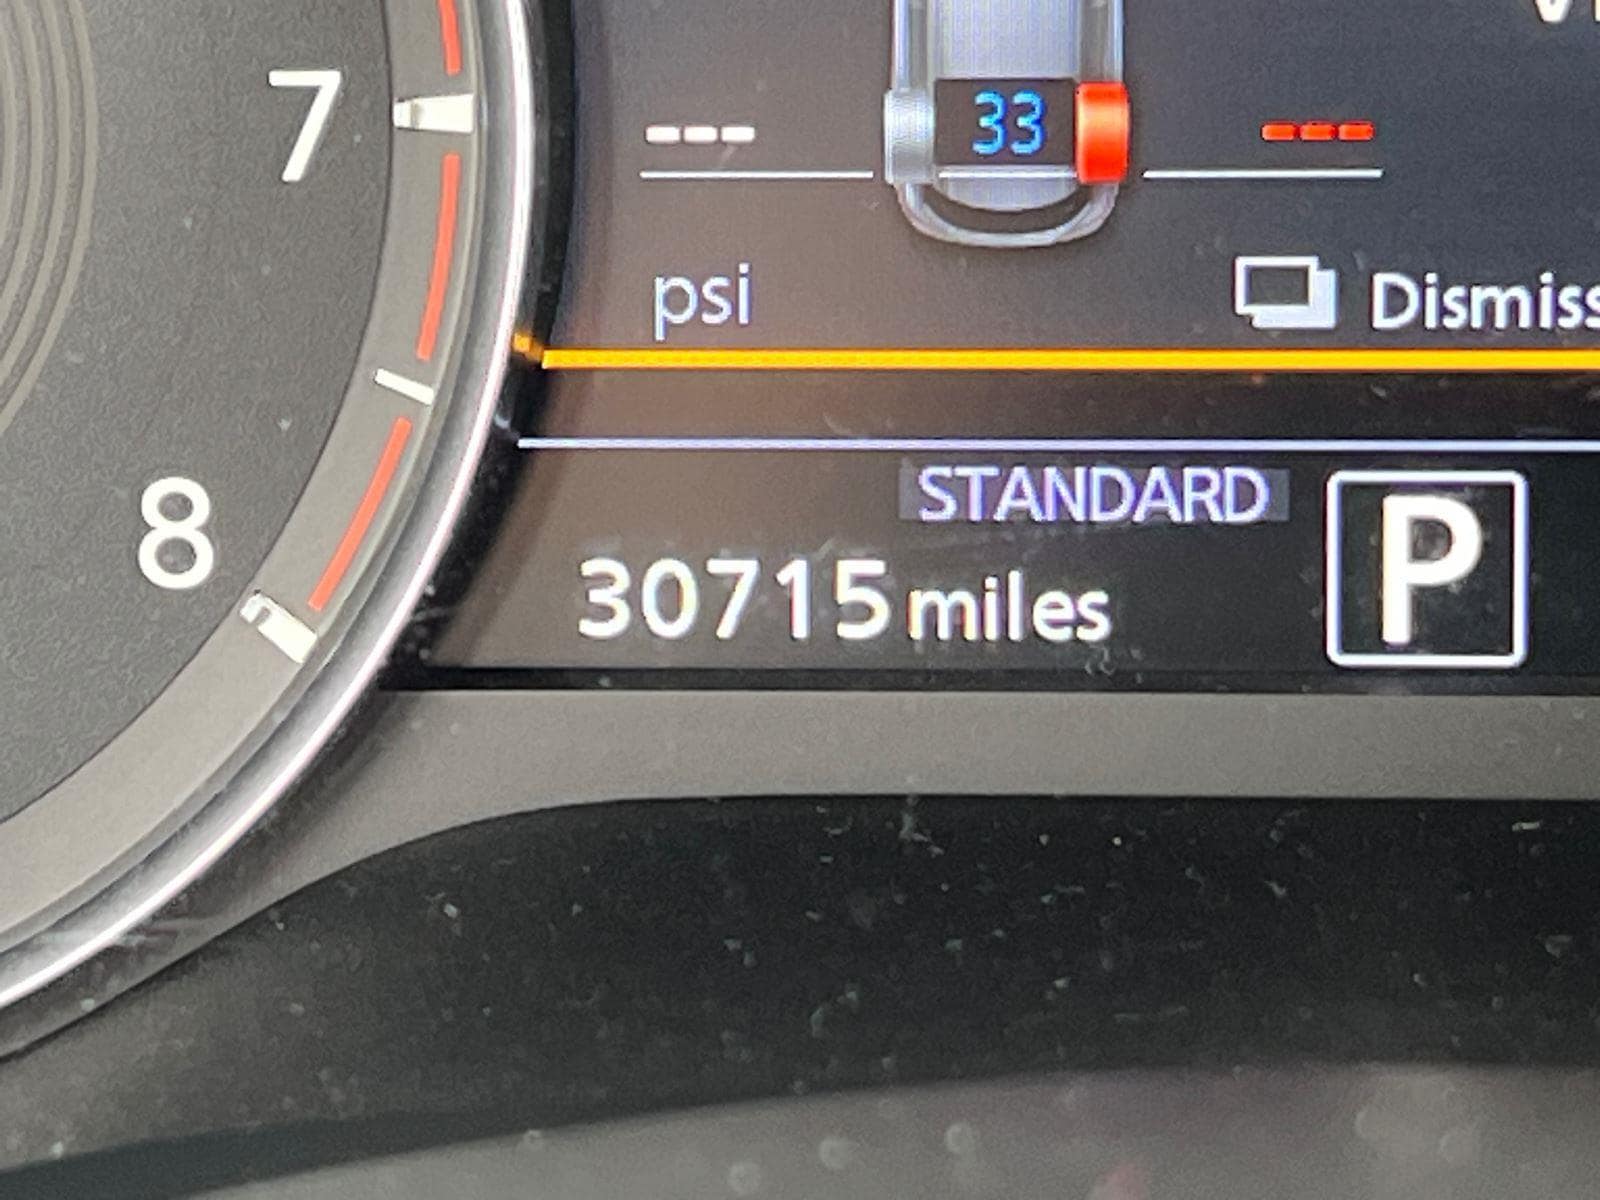 7
33
--- ---
psi
Dismiss
STANDARD
8
P
30715 miles